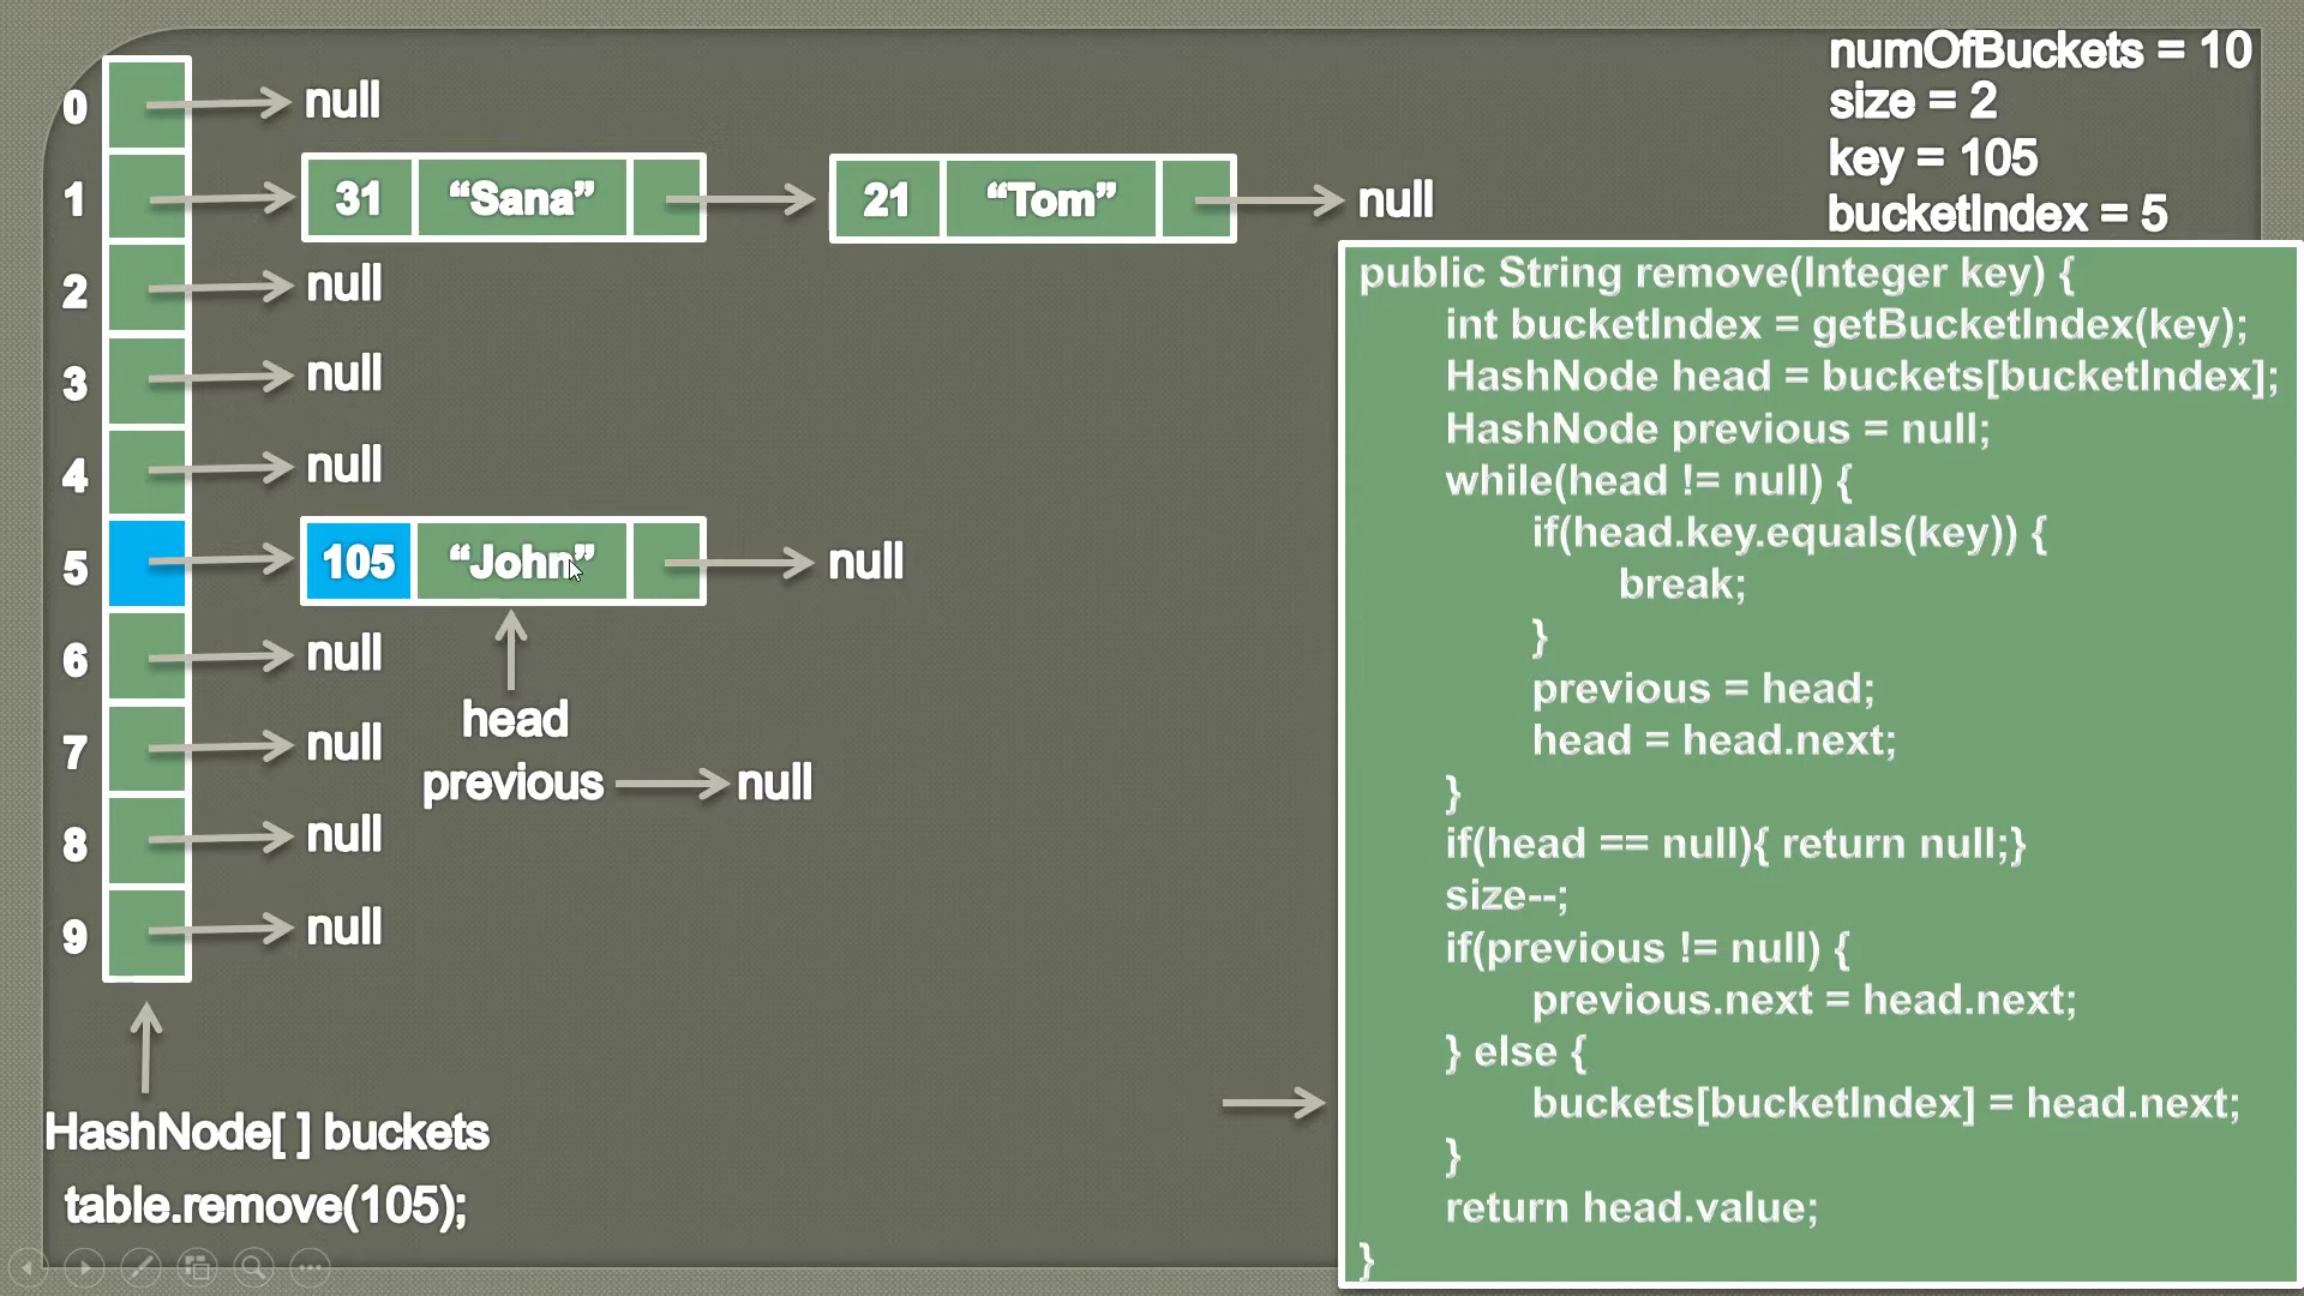 numOfBuckets = 10
size = 2
key = 105
bucketIndex = 5
0 null
1 31 “Sana” 21 “Tom” null
2 null
3 null
4 null
5 105 “John” null
6 null
7 null
8 null
9 null
head
previous null
HashNode[ ] buckets
table.remove(105);
public String remove(Integer key) {
int bucketIndex = getBucketIndex(key);
HashNode head = buckets[bucketIndex];
HashNode previous = null;
while(head != null) {
if(head.key.equals(key)) {
break;
}
previous = head;
head = head.next;
}
if(head == null){ return null;}
size--;
if(previous != null) {
previous.next = head.next;
} else {
buckets[bucketIndex] = head.next;
}
return head.value;
}